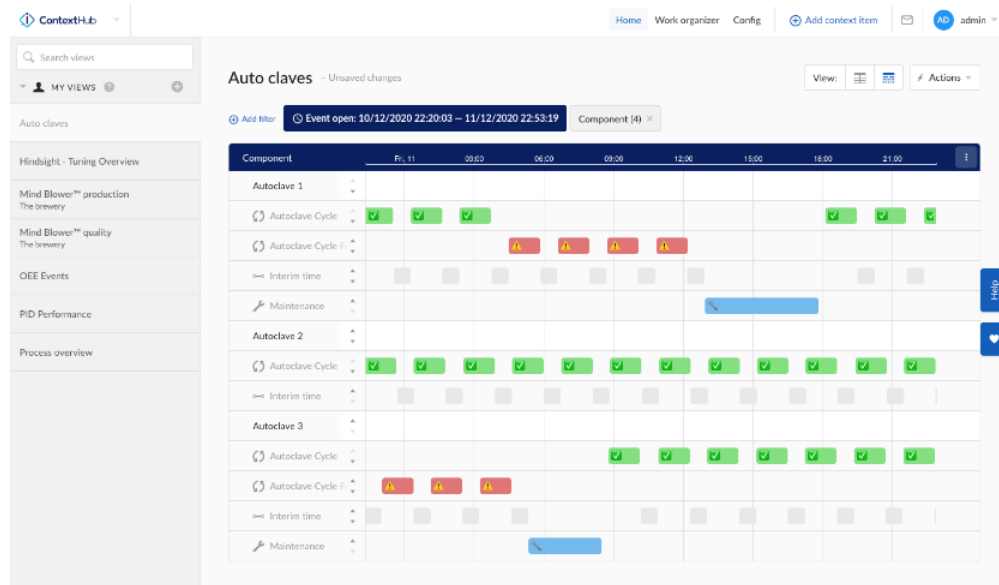 ContextHub
Home Work organizer Config Add context item AD admin
Search views
MY VIEWS
Auto claves
Hindsight - Tuning Overview
Mind Blower™ production
The brewery
Mind Blower™ quality
The brewery
OEE Events
PID Performance
Process overview
Auto claves - Unsaved changes
View: Actions
Add filter Event open: 10/12/2020 22:20:03 — 11/12/2020 22:53:19 Component (4) ×
Component Fri, 11 03:00 06:00 09:00 12:00 15:00 18:00 21:00
Autoclave 1
Autoclave Cycle
Autoclave Cycle F
Interim time
Maintenance
Autoclave 2
Autoclave Cycle
Interim time
Autoclave 3
Autoclave Cycle
Autoclave Cycle F
Interim time
Maintenance
Help